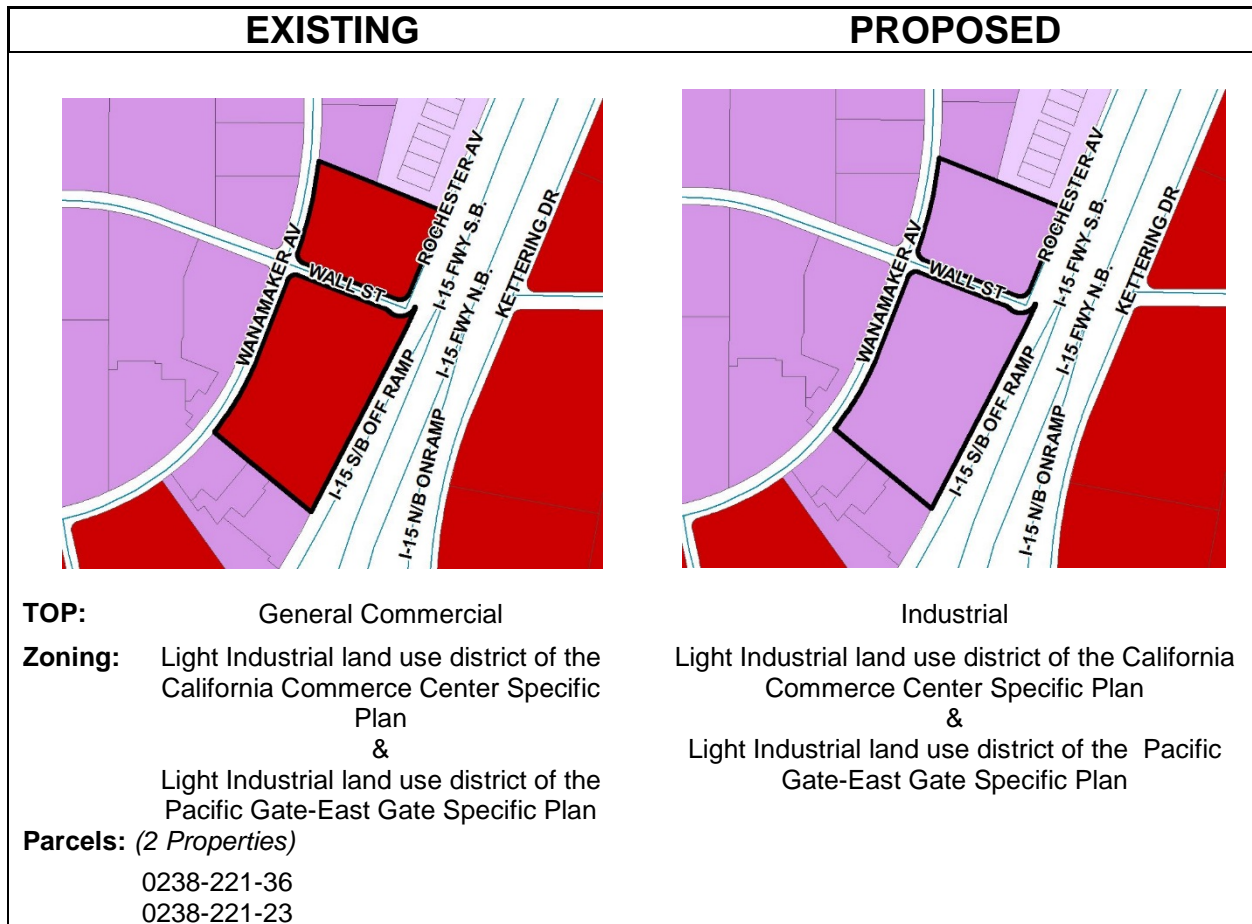 EXISTING
PROPOSED
WANAMAKER AV
WALL ST
ROCHESTER AV
I-15 FWY S.B.
I-15 FWY N.B.
KETTERING DR
I-15 S/B OFF RAMP
I-15 N/B ONRAMP
WANAMAKER AV
WALL ST
ROCHESTER AV
I-15 FWY S.B.
I-15 FWY N.B.
KETTERING DR
I-15 S/B OFF RAMP
I-15 N/B ONRAMP
TOP:
General Commercial
Industrial
Zoning:
Light Industrial land use district of the
California Commerce Center Specific
Plan
&
Light Industrial land use district of the
Pacific Gate-East Gate Specific Plan
Light Industrial land use district of the California
Commerce Center Specific Plan
&
Light Industrial land use district of the Pacific
Gate-East Gate Specific Plan
Parcels: (2 Properties)
0238-221-36
0238-221-23